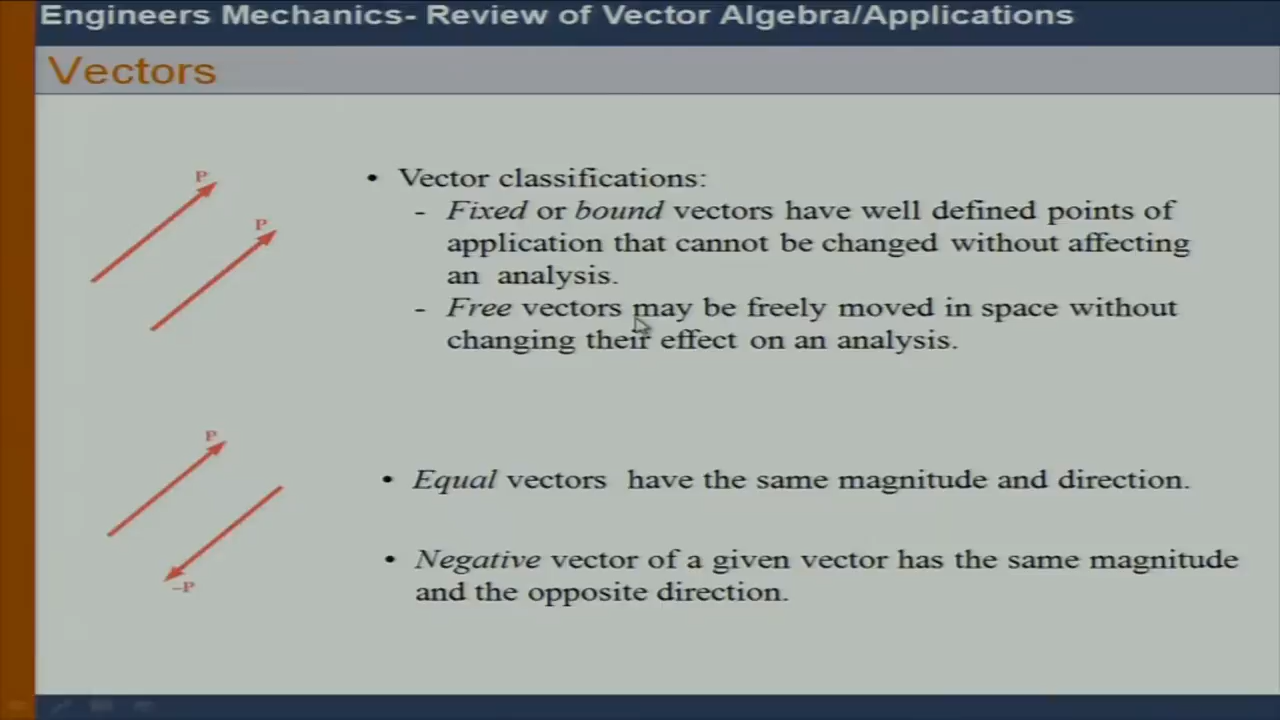 Engineers Mechanics- Review of Vector Algebra/Applications
Vectors
P
P
• Vector classifications:
- Fixed or bound vectors have well defined points of
application that cannot be changed without affecting
an analysis.
- Free vectors may be freely moved in space without
changing their effect on an analysis.
P
–P
• Equal vectors have the same magnitude and direction.
• Negative vector of a given vector has the same magnitude
and the opposite direction.